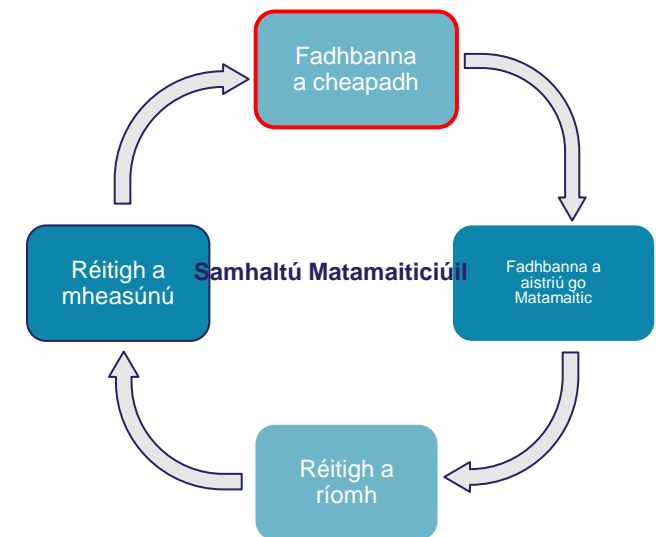 Fadhbanna
a cheapadh
Réitigh a
mheasúnú
Samhaltú Matamaiticiúil
Fadhbanna a
aistriú go
Matamaitic
Réitigh a
ríomh